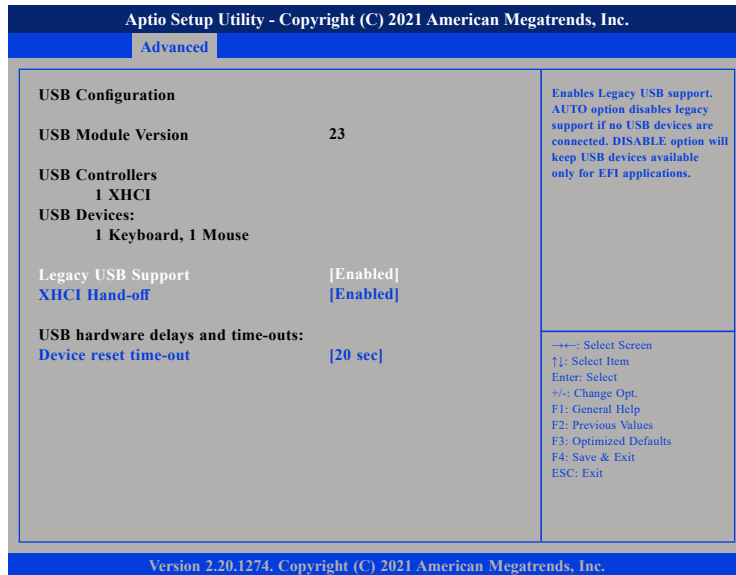 Aptio Setup Utility - Copyright (C) 2021 American Megatrends, Inc.
Advanced
USB Configuration
USB Module Version 23
USB Controllers
1 XHCI
USB Devices:
1 Keyboard, 1 Mouse
Legacy USB Support [Enabled]
XHCI Hand-off [Enabled]
USB hardware delays and time-outs:
Device reset time-out [20 sec]
Enables Legacy USB support.
AUTO option disables legacy
support if no USB devices are
connected. DISABLE option will
keep USB devices available
only for EFI applications.
→←: Select Screen
↑↓: Select Item
Enter: Select
+/-: Change Opt.
F1: General Help
F2: Previous Values
F3: Optimized Defaults
F4: Save & Exit
ESC: Exit
Version 2.20.1274. Copyright (C) 2021 American Megatrends, Inc.